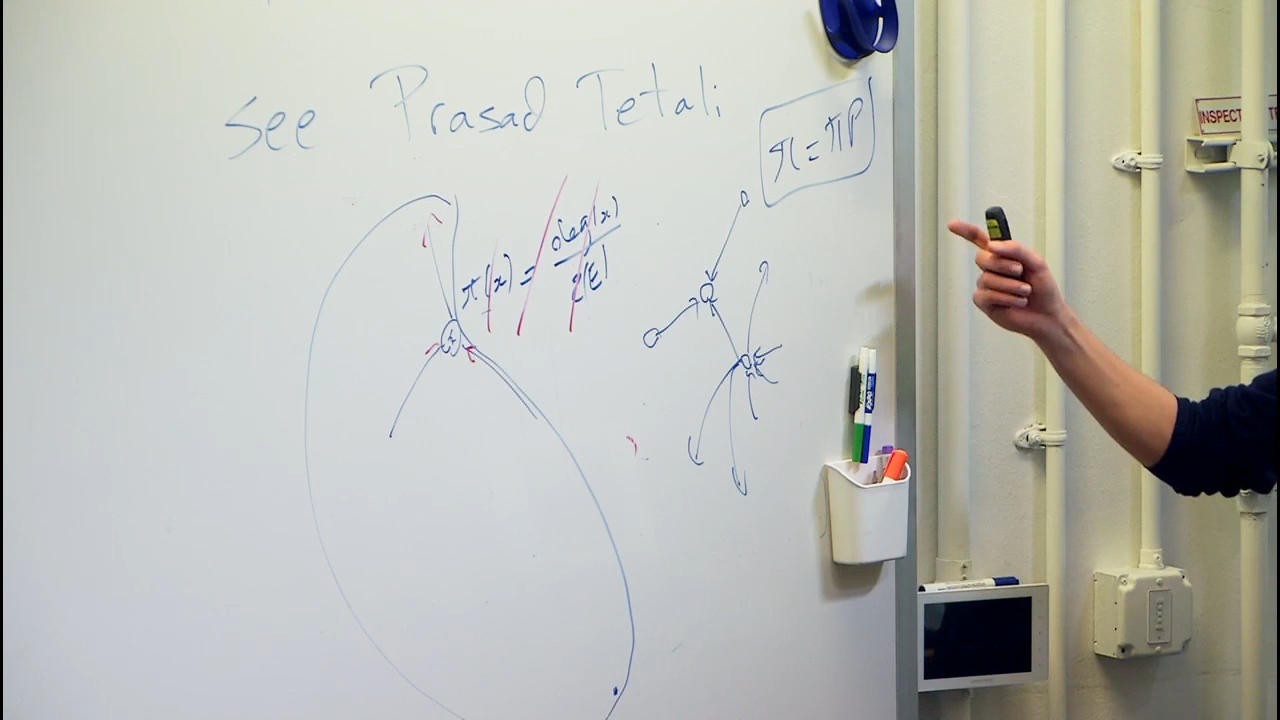 see Prasad Tetali
π = πP
π(x) = deg(x) / 2|E|
x
INSPECT